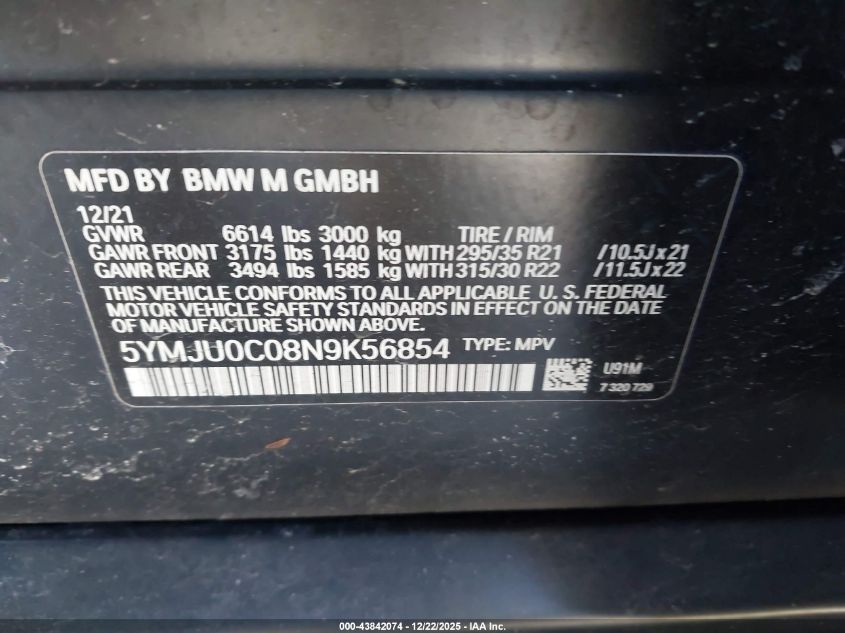 MFD BY BMW M GMBH
12/21
GVWR 6614 lbs 3000 kg TIRE / RIM
GAWR FRONT 3175 lbs 1440 kg WITH 295/35 R21 /10.5J x 21
GAWR REAR 3494 lbs 1585 kg WITH 315/30 R22 /11.5J x 22
THIS VEHICLE CONFORMS TO ALL APPLICABLE U. S. FEDERAL
MOTOR VEHICLE SAFETY STANDARDS IN EFFECT ON THE DATE
OF MANUFACTURE SHOWN ABOVE.
5YMJU0C08N9K56854 TYPE: MPV
U91M
7 320 729
000-43842074 - 12/22/2025 - IAA Inc.